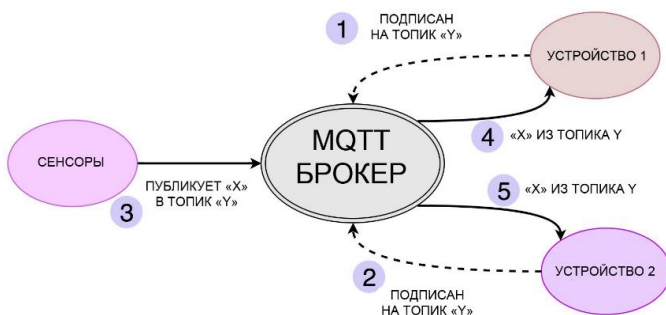 1
ПОДПИСАН
НА ТОПИК «Y»
УСТРОЙСТВО 1
MQTT
БРОКЕР
4
«X» ИЗ ТОПИКА Y
СЕНСОРЫ
3
ПУБЛИКУЕТ «X»
В ТОПИК «Y»
5
«X» ИЗ ТОПИКА Y
2
ПОДПИСАН
НА ТОПИК «Y»
УСТРОЙСТВО 2